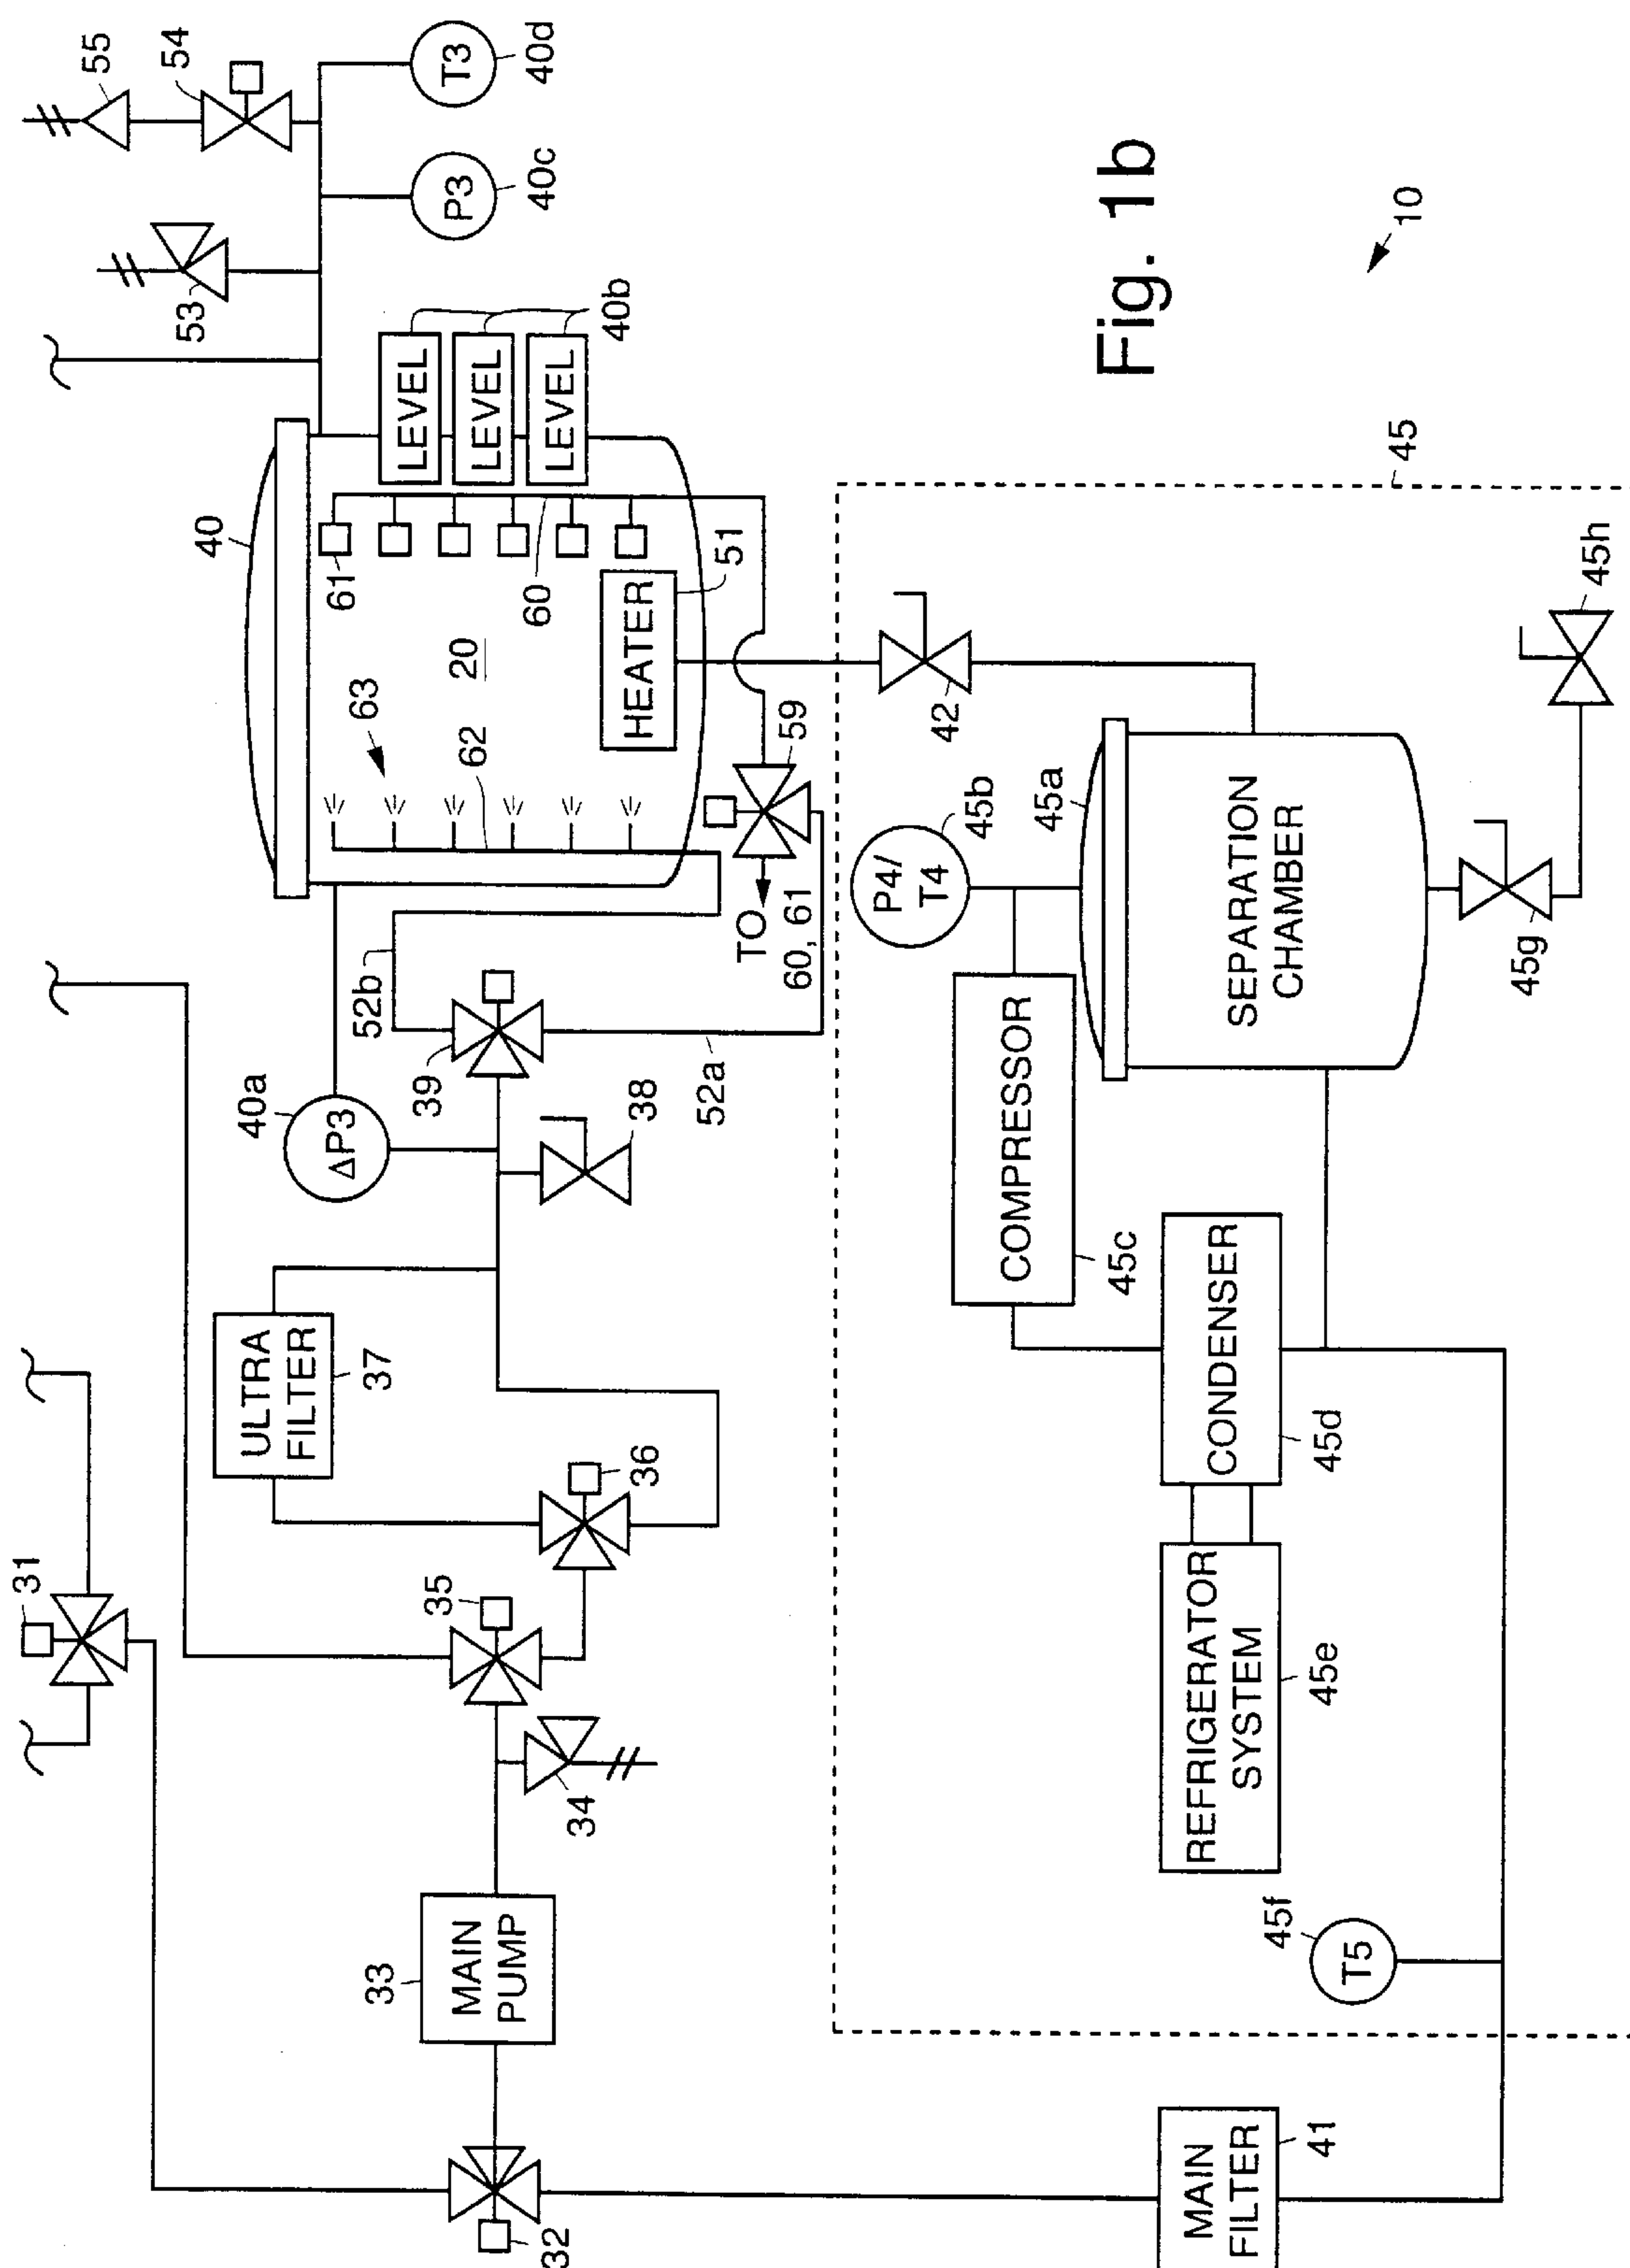 31
55
54
T3
40d
53
P3
40c
40
LEVEL
LEVEL
LEVEL
40b
61
60
20
63
62
HEATER
51
59
TO
60, 61
52b
39
52a
40a
ΔP3
38
ULTRA
FILTER
37
36
35
34
33
MAIN
PUMP
32
Fig. 1b
10
45
42
45h
P4/
T4
45b
45a
SEPARATION
CHAMBER
45g
COMPRESSOR
45c
CONDENSER
45d
REFRIGERATOR
SYSTEM
45e
45f
T5
MAIN
FILTER
41